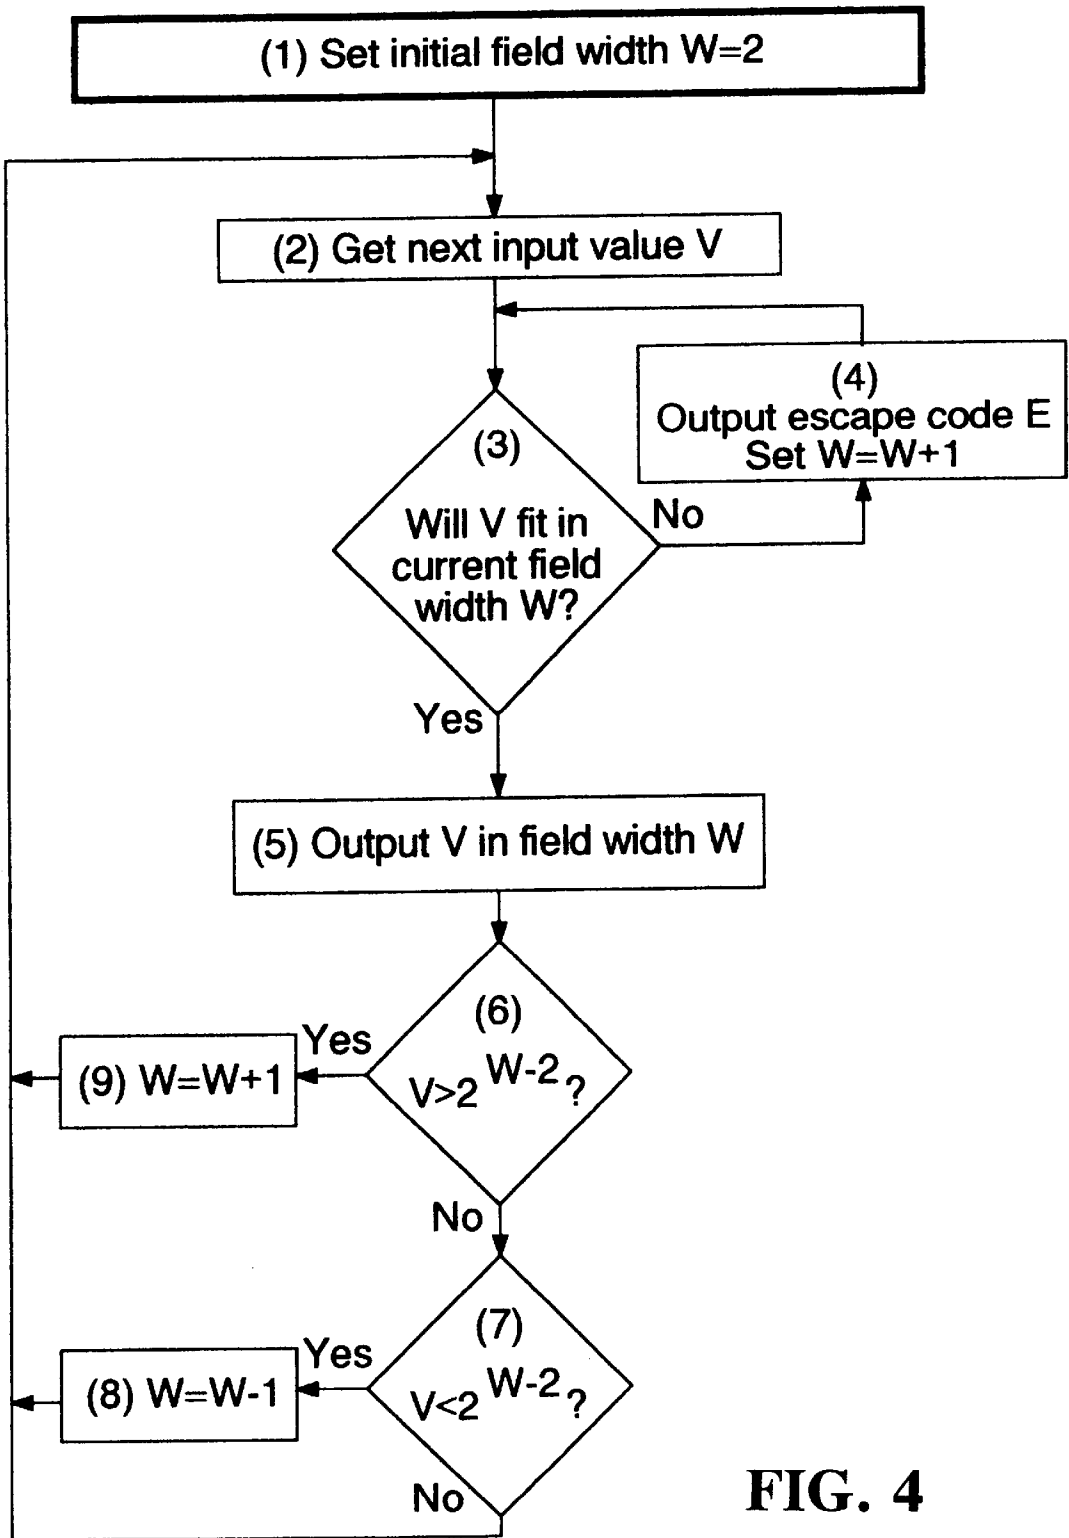 (1) Set initial field width W=2
(2) Get next input value V
(4)
Output escape code E
Set W=W+1
(3)
Will V fit in
current field
width W?
No
Yes
(5) Output V in field width W
(6)
V>2 W-2 ?
Yes
(9) W=W+1
No
(7)
V<2 W-2 ?
Yes
(8) W=W-1
No
FIG. 4